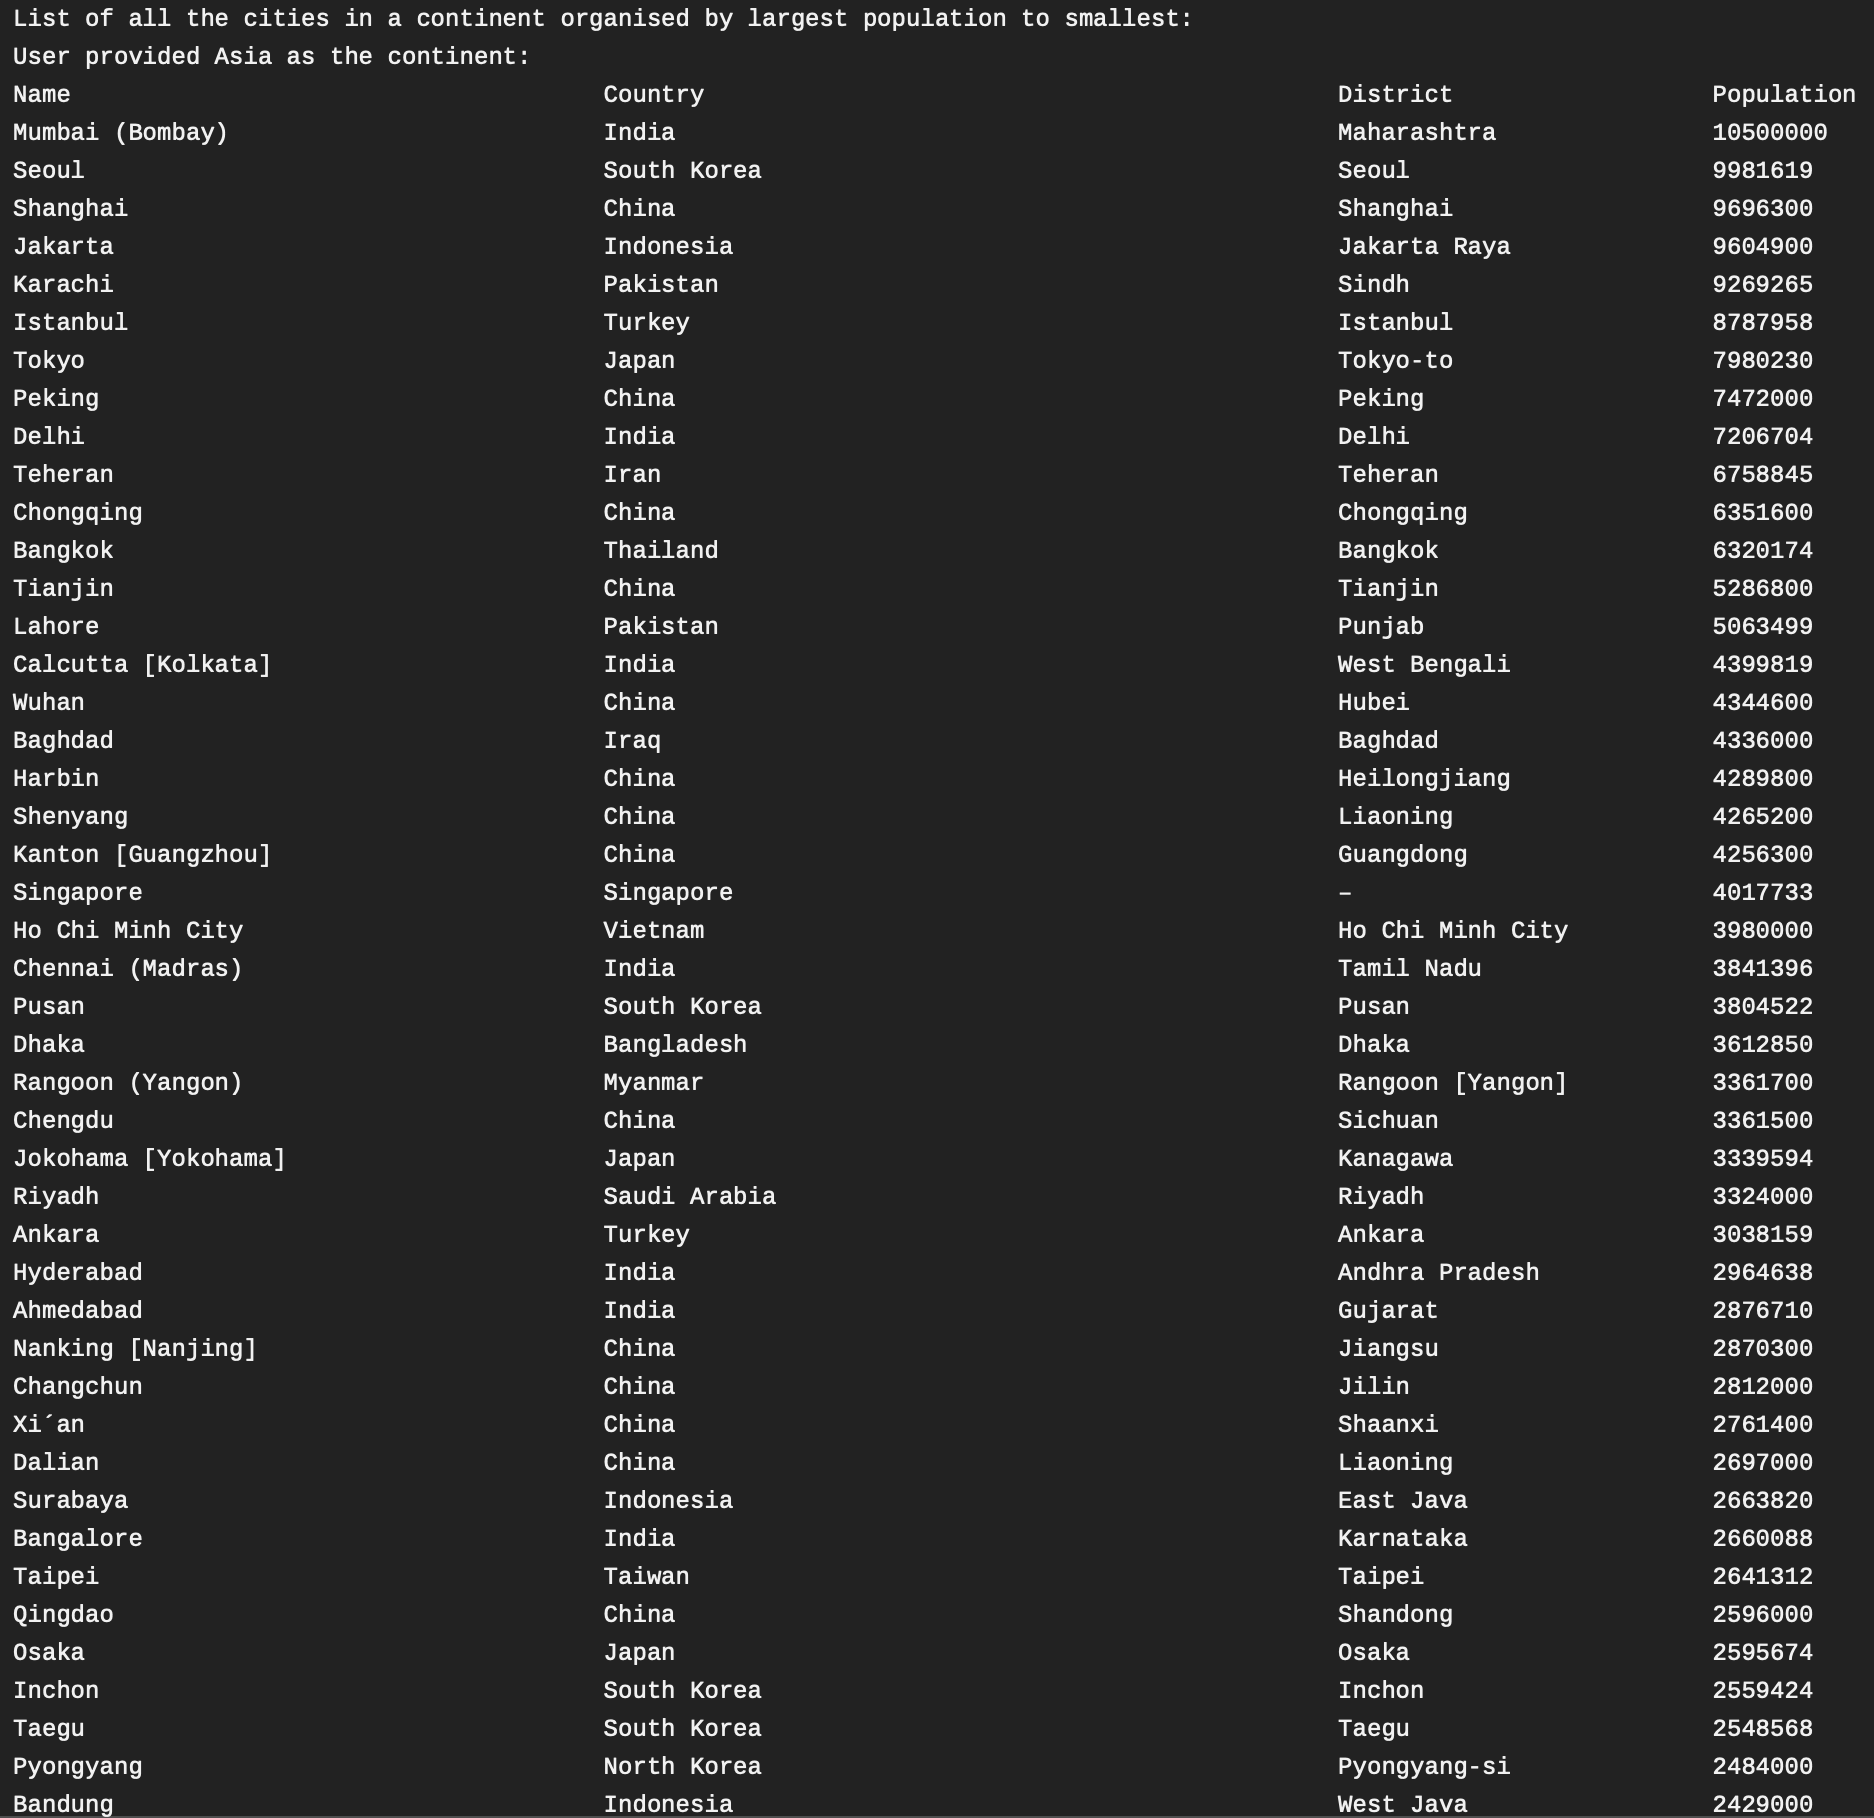 List of all the cities in a continent organised by largest population to smallest:
User provided Asia as the continent:
Name Country District Population
Mumbai (Bombay) India Maharashtra 10500000
Seoul South Korea Seoul 9981619
Shanghai China Shanghai 9696300
Jakarta Indonesia Jakarta Raya 9604900
Karachi Pakistan Sindh 9269265
Istanbul Turkey Istanbul 8787958
Tokyo Japan Tokyo-to 7980230
Peking China Peking 7472000
Delhi India Delhi 7206704
Teheran Iran Teheran 6758845
Chongqing China Chongqing 6351600
Bangkok Thailand Bangkok 6320174
Tianjin China Tianjin 5286800
Lahore Pakistan Punjab 5063499
Calcutta [Kolkata] India West Bengali 4399819
Wuhan China Hubei 4344600
Baghdad Iraq Baghdad 4336000
Harbin China Heilongjiang 4289800
Shenyang China Liaoning 4265200
Kanton [Guangzhou] China Guangdong 4256300
Singapore Singapore – 4017733
Ho Chi Minh City Vietnam Ho Chi Minh City 3980000
Chennai (Madras) India Tamil Nadu 3841396
Pusan South Korea Pusan 3804522
Dhaka Bangladesh Dhaka 3612850
Rangoon (Yangon) Myanmar Rangoon [Yangon] 3361700
Chengdu China Sichuan 3361500
Jokohama [Yokohama] Japan Kanagawa 3339594
Riyadh Saudi Arabia Riyadh 3324000
Ankara Turkey Ankara 3038159
Hyderabad India Andhra Pradesh 2964638
Ahmedabad India Gujarat 2876710
Nanking [Nanjing] China Jiangsu 2870300
Changchun China Jilin 2812000
Xi´an China Shaanxi 2761400
Dalian China Liaoning 2697000
Surabaya Indonesia East Java 2663820
Bangalore India Karnataka 2660088
Taipei Taiwan Taipei 2641312
Qingdao China Shandong 2596000
Osaka Japan Osaka 2595674
Inchon South Korea Inchon 2559424
Taegu South Korea Taegu 2548568
Pyongyang North Korea Pyongyang-si 2484000
Bandung Indonesia West Java 2429000